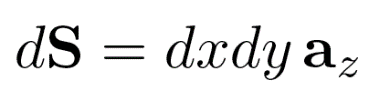 d𝐒 = dxdy 𝐚_z